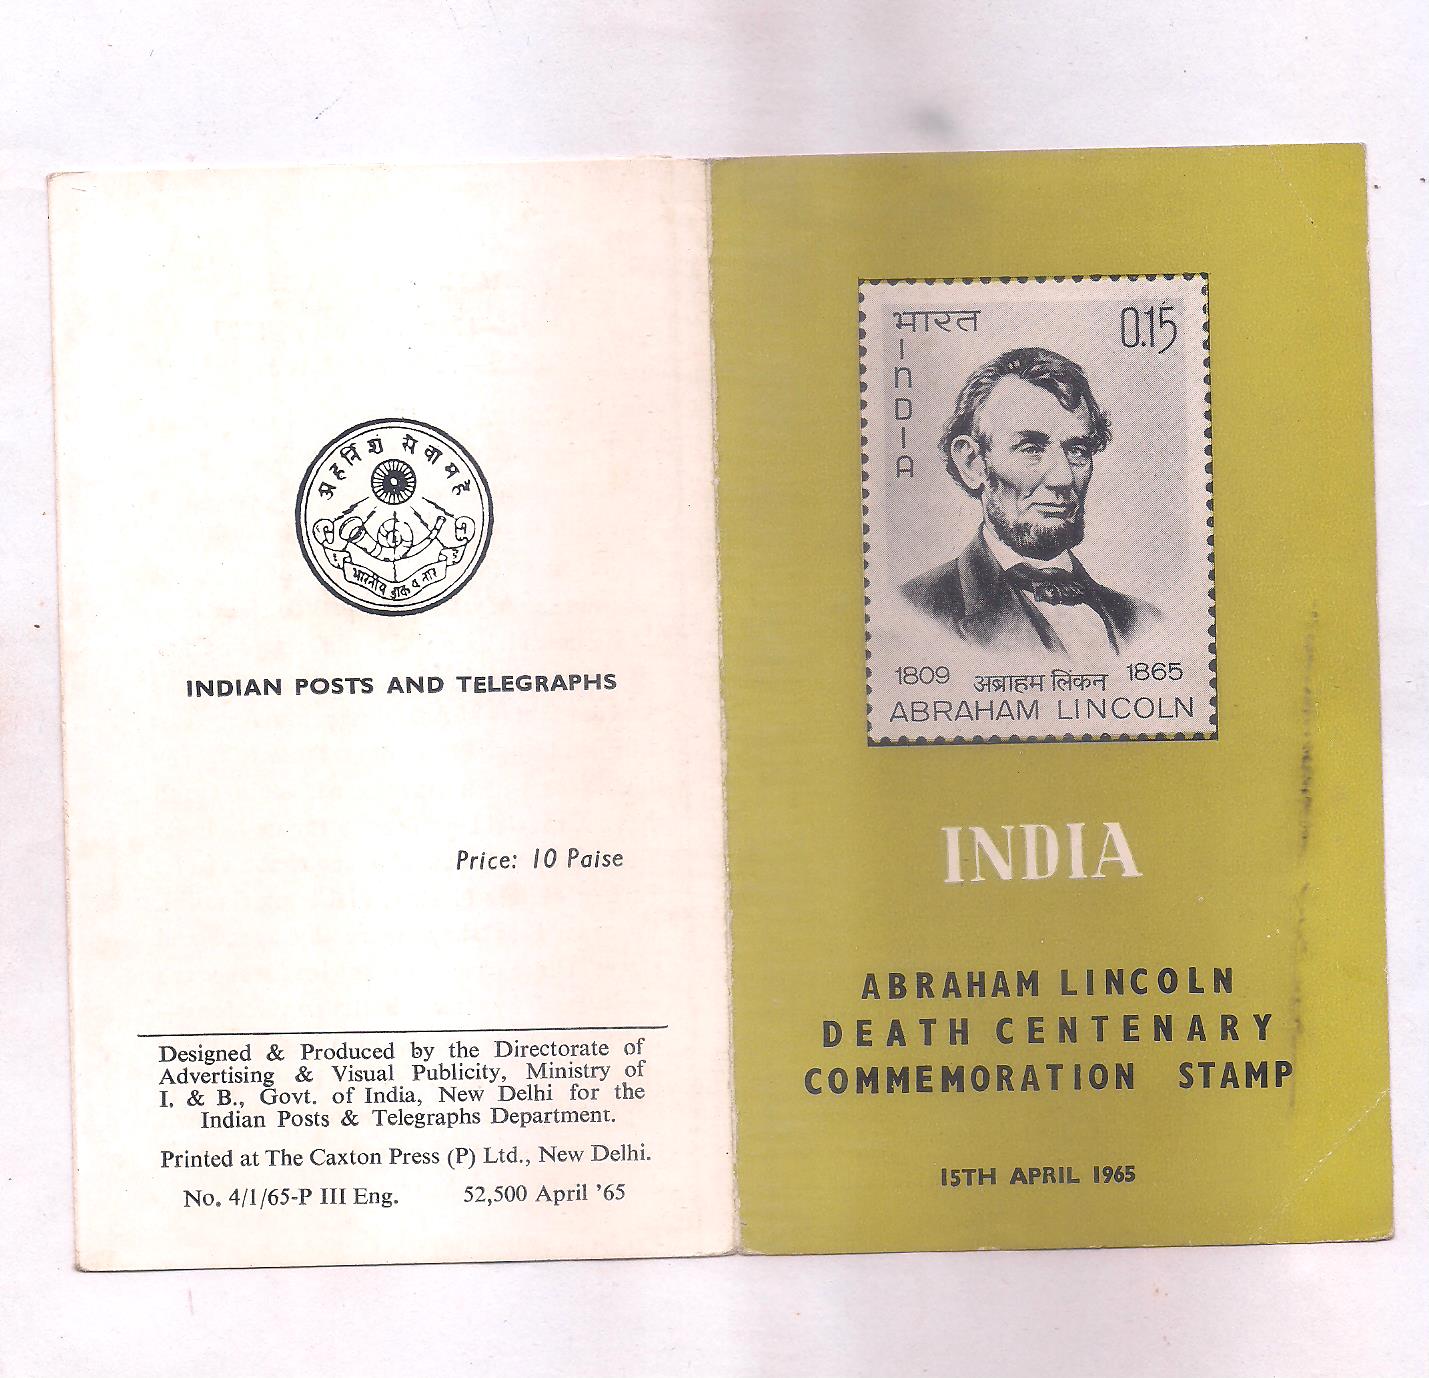 अहर्निशं सेवामहे
भारतीय डाक व तार
INDIAN POSTS AND TELEGRAPHS
Price: 10 Paise
Designed & Produced by the Directorate of
Advertising & Visual Publicity, Ministry of
I. & B., Govt. of India, New Delhi for the
Indian Posts & Telegraphs Department.
Printed at The Caxton Press (P) Ltd., New Delhi.
No. 4/1/65-P III Eng. 52,500 April '65
भारत 0.15
INDIA
1809 अब्राहम लिंकन 1865
ABRAHAM LINCOLN
INDIA
ABRAHAM LINCOLN
DEATH CENTENARY
COMMEMORATION STAMP
15TH APRIL 1965